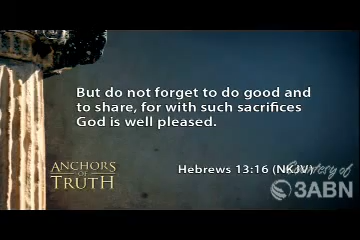 But do not forget to do good and
to share, for with such sacrifices
God is well pleased.
Hebrews 13:16 (NKJV)
Courtesy of
3ABN
ANCHORS
OF
TRUTH